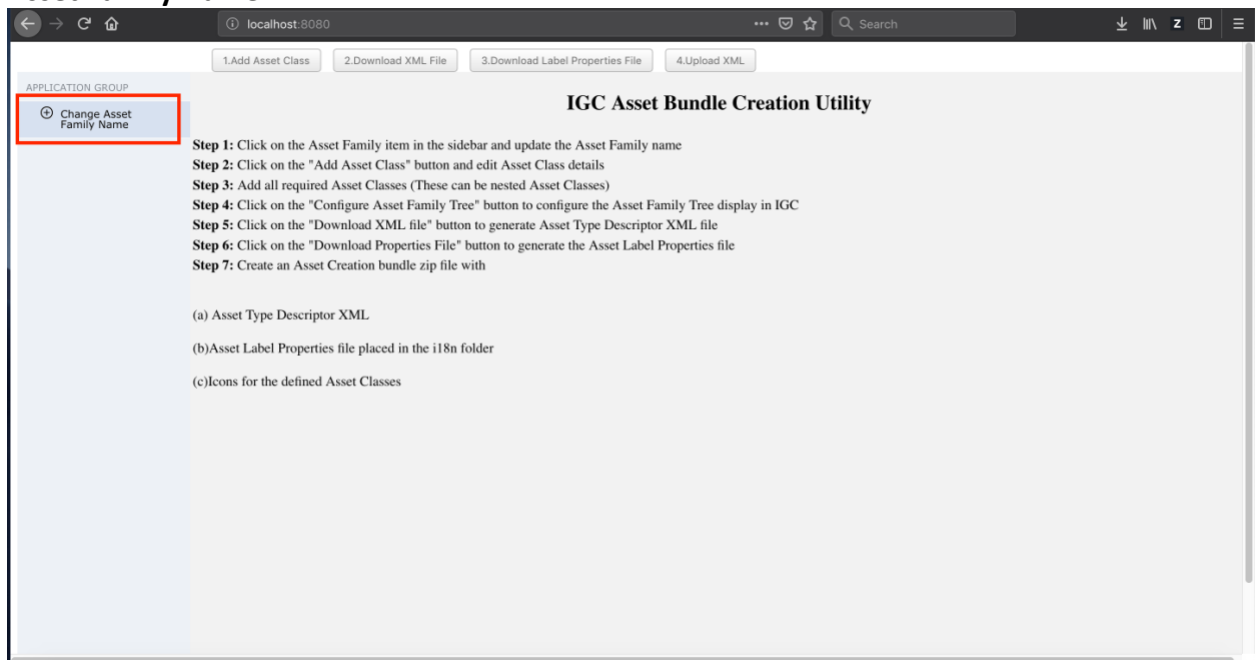 localhost:8080
Search
1.Add Asset Class
2.Download XML File
3.Download Label Properties File
4.Upload XML
APPLICATION GROUP
Change Asset
Family Name
IGC Asset Bundle Creation Utility
Step 1: Click on the Asset Family item in the sidebar and update the Asset Family name
Step 2: Click on the "Add Asset Class" button and edit Asset Class details
Step 3: Add all required Asset Classes (These can be nested Asset Classes)
Step 4: Click on the "Configure Asset Family Tree" button to configure the Asset Family Tree display in IGC
Step 5: Click on the "Download XML file" button to generate Asset Type Descriptor XML file
Step 6: Click on the "Download Properties File" button to generate the Asset Label Properties file
Step 7: Create an Asset Creation bundle zip file with
(a) Asset Type Descriptor XML
(b)Asset Label Properties file placed in the i18n folder
(c)Icons for the defined Asset Classes